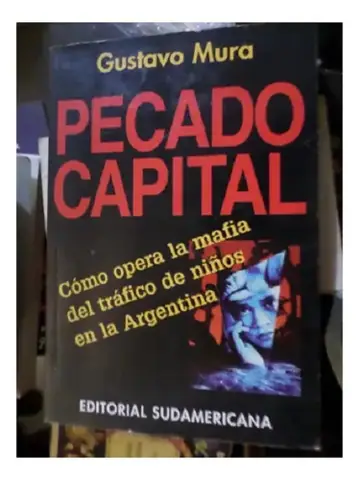 Gustavo Mura
PECADO
CAPITAL
Cómo opera la mafia
del tráfico de niños
en la Argentina
EDITORIAL SUDAMERICANA